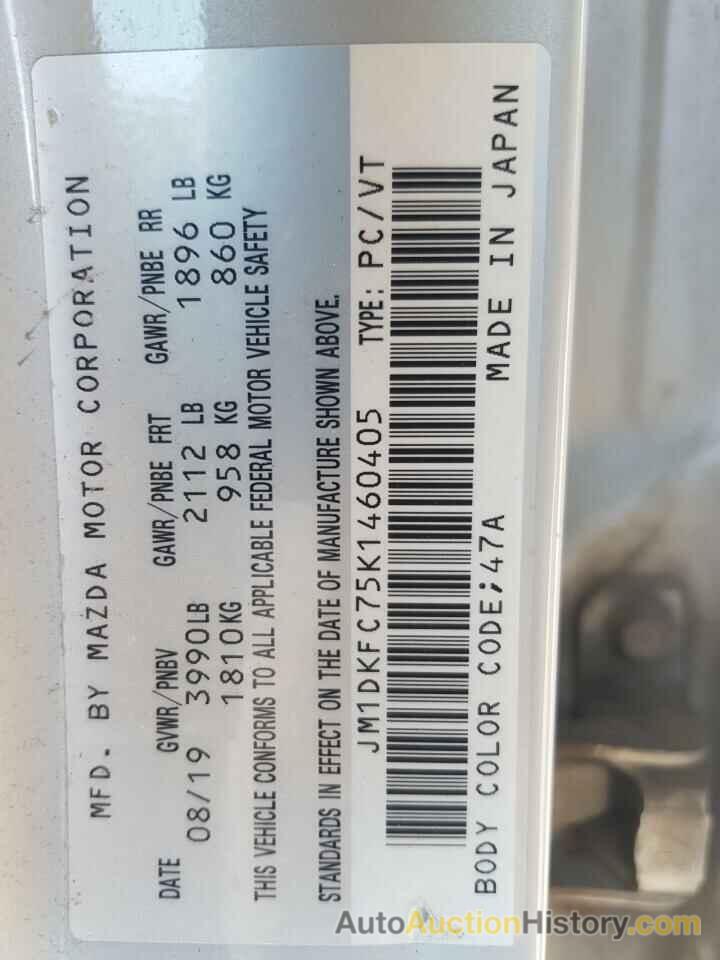 MFD. BY MAZDA MOTOR CORPORATION
DATE GVWR/PNBV GAWR/PNBE FRT GAWR/PNBE RR
08/19 3990LB 2112 LB 1896 LB
1810KG 958 KG 860 KG
THIS VEHICLE CONFORMS TO ALL APPLICABLE FEDERAL MOTOR VEHICLE SAFETY
STANDARDS IN EFFECT ON THE DATE OF MANUFACTURE SHOWN ABOVE.
JM1DKFC75K1460405 TYPE: PC/VT
BODY COLOR CODE;47A MADE IN JAPAN
AutoAuctionHistory.com